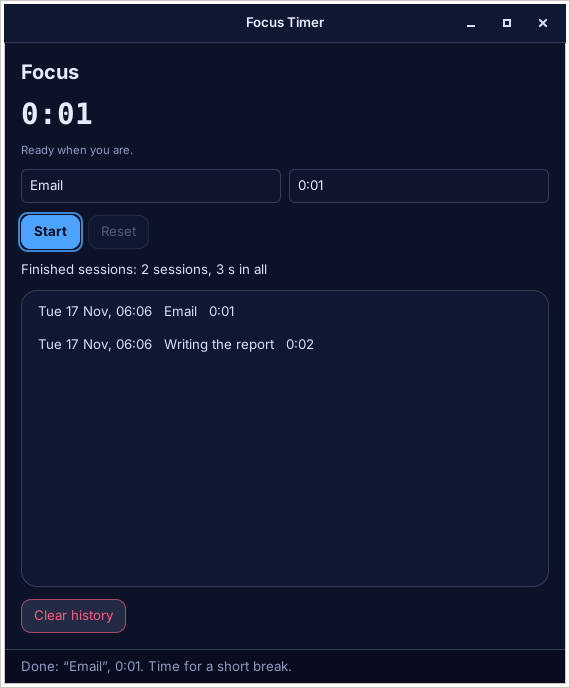 Focus Timer
Focus
0:01
Ready when you are.
Email 0:01
Start Reset
Finished sessions: 2 sessions, 3 s in all
Tue 17 Nov, 06:06 Email 0:01
Tue 17 Nov, 06:06 Writing the report 0:02
Clear history
Done: “Email”, 0:01. Time for a short break.